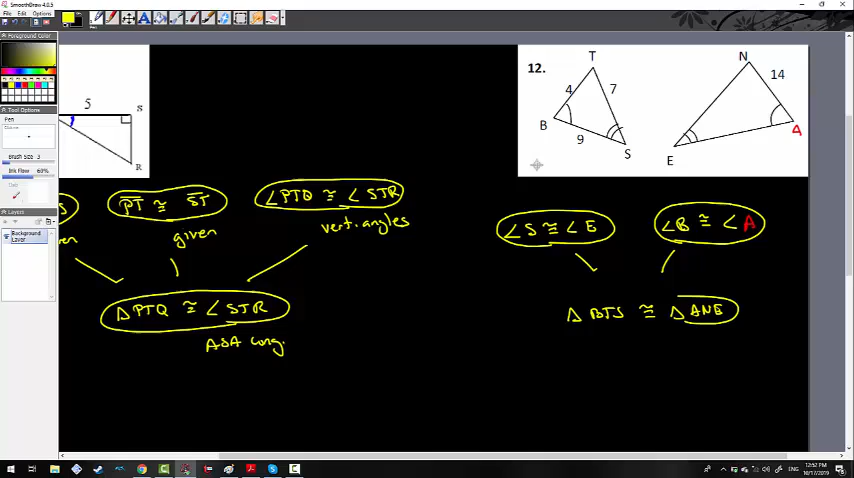 SmoothDraw 4.0.5
File Edit Options
Foreground Color
Tool Options
Pen
Brush Size 3
Ink Flow 60%
Layers
Background Layer
5
S
R
S
∠PTQ ≅ ∠STR
PT ≅ ST
vert. angles
given
ΔPTQ ≅ ∠STR
ASA cong.
12.
T
4
7
B
9
S
N
14
A
E
∠S ≅ ∠E
∠B ≅ ∠A
Δ BTS ≅ Δ ANE
12:52 PM
10/17/2019